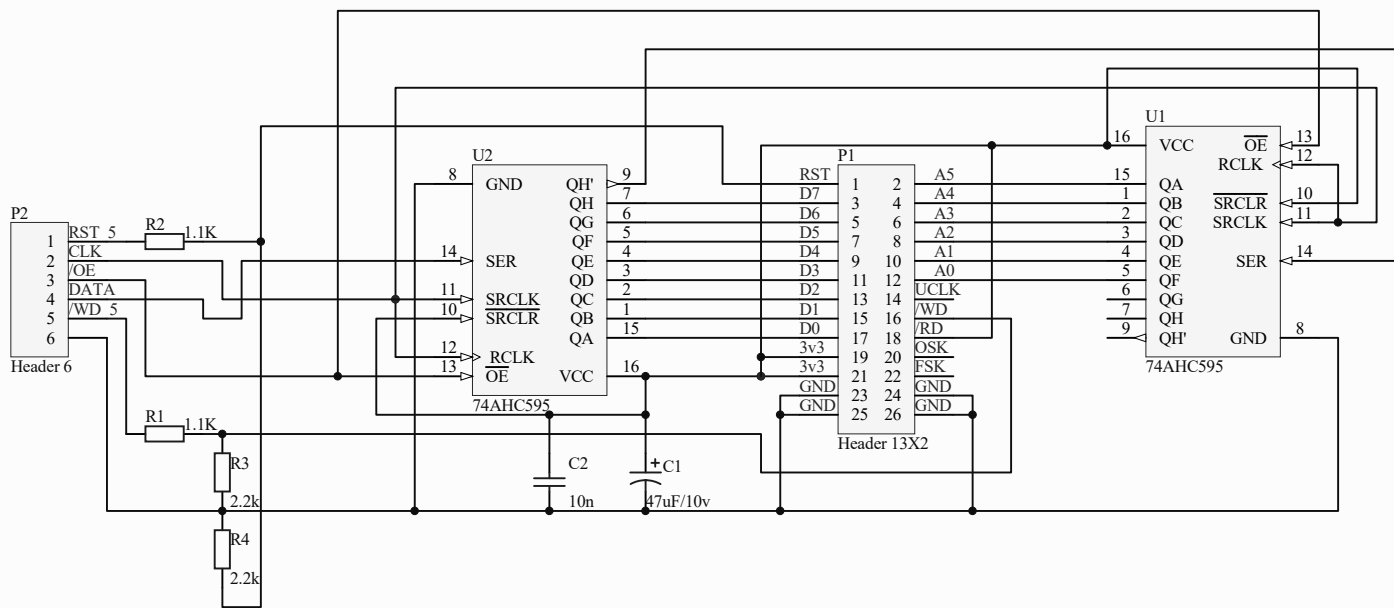 P2
1 RST_5
2 CLK
3 /OE
4 DATA
5 /WD_5
6
Header 6
R2 1.1K
R1 1.1K
R3
2.2k
R4
2.2k
U2
8 GND QH' 9
QH 7
QG 6
QF 5
14 SER QE 4
QD 3
11 SRCLK QC 2
10 SRCLR QB 1
QA 15
12 RCLK
13 OE VCC 16
74AHC595
C2
10n
+ C1
47uF/10v
P1
RST 1 2 A5
D7 3 4 A4
D6 5 6 A3
D5 7 8 A2
D4 9 10 A1
D3 11 12 A0
D2 13 14 UCLK
D1 15 16 /WD
D0 17 18 /RD
3v3 19 20 OSK
3v3 21 22 FSK
GND 23 24 GND
GND 25 26 GND
Header 13X2
U1
16 VCC OE 13
RCLK 12
15 QA
1 QB SRCLR 10
2 QC SRCLK 11
3 QD
4 QE SER 14
5 QF
6 QG
7 QH
9 QH' GND 8
74AHC595